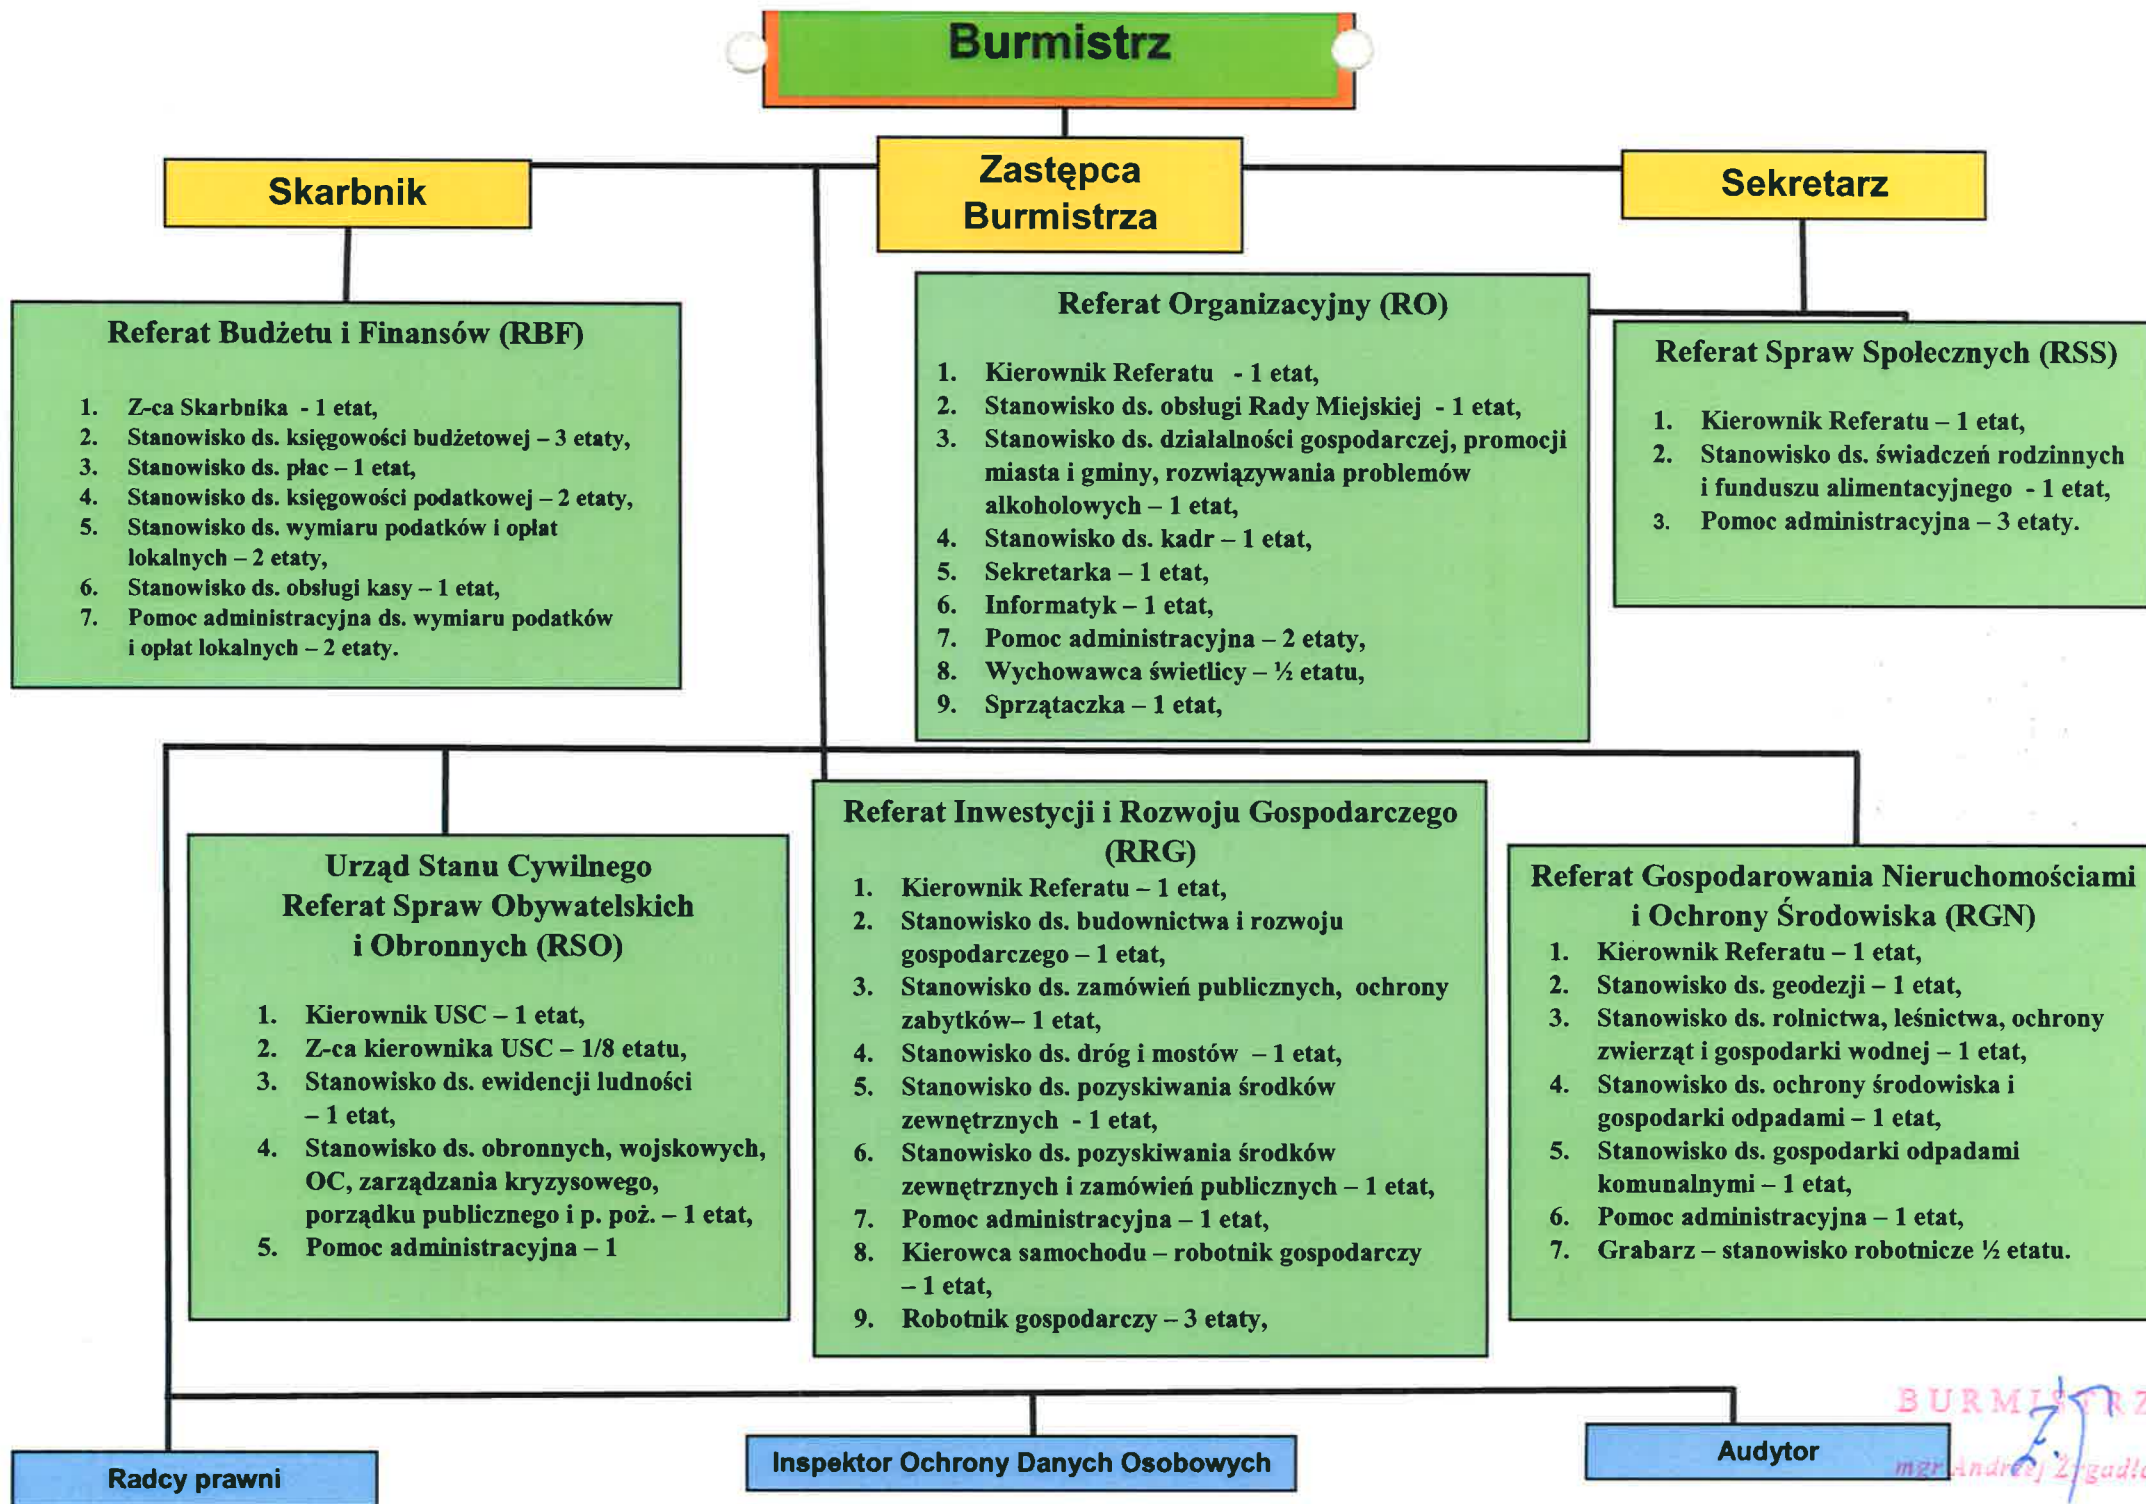 Burmistrz
Skarbnik
Zastępca
Burmistrza
Sekretarz
Referat Budżetu i Finansów (RBF)
1. Z-ca Skarbnika - 1 etat,
2. Stanowisko ds. księgowości budżetowej – 3 etaty,
3. Stanowisko ds. płac – 1 etat,
4. Stanowisko ds. księgowości podatkowej – 2 etaty,
5. Stanowisko ds. wymiaru podatków i opłat
lokalnych – 2 etaty,
6. Stanowisko ds. obsługi kasy – 1 etat,
7. Pomoc administracyjna ds. wymiaru podatków
i opłat lokalnych – 2 etaty.
Referat Organizacyjny (RO)
1. Kierownik Referatu - 1 etat,
2. Stanowisko ds. obsługi Rady Miejskiej - 1 etat,
3. Stanowisko ds. działalności gospodarczej, promocji
miasta i gminy, rozwiązywania problemów
alkoholowych – 1 etat,
4. Stanowisko ds. kadr – 1 etat,
5. Sekretarka – 1 etat,
6. Informatyk – 1 etat,
7. Pomoc administracyjna – 2 etaty,
8. Wychowawca świetlicy – ½ etatu,
9. Sprzątaczka – 1 etat,
Referat Spraw Społecznych (RSS)
1. Kierownik Referatu – 1 etat,
2. Stanowisko ds. świadczeń rodzinnych
i funduszu alimentacyjnego - 1 etat,
3. Pomoc administracyjna – 3 etaty.
Urząd Stanu Cywilnego
Referat Spraw Obywatelskich
i Obronnych (RSO)
1. Kierownik USC – 1 etat,
2. Z-ca kierownika USC – 1/8 etatu,
3. Stanowisko ds. ewidencji ludności
– 1 etat,
4. Stanowisko ds. obronnych, wojskowych,
OC, zarządzania kryzysowego,
porządku publicznego i p. poż. – 1 etat,
5. Pomoc administracyjna – 1
Referat Inwestycji i Rozwoju Gospodarczego
(RRG)
1. Kierownik Referatu – 1 etat,
2. Stanowisko ds. budownictwa i rozwoju
gospodarczego – 1 etat,
3. Stanowisko ds. zamówień publicznych, ochrony
zabytków– 1 etat,
4. Stanowisko ds. dróg i mostów – 1 etat,
5. Stanowisko ds. pozyskiwania środków
zewnętrznych - 1 etat,
6. Stanowisko ds. pozyskiwania środków
zewnętrznych i zamówień publicznych – 1 etat,
7. Pomoc administracyjna – 1 etat,
8. Kierowca samochodu – robotnik gospodarczy
– 1 etat,
9. Robotnik gospodarczy – 3 etaty,
Referat Gospodarowania Nieruchomościami
i Ochrony Środowiska (RGN)
1. Kierownik Referatu – 1 etat,
2. Stanowisko ds. geodezji – 1 etat,
3. Stanowisko ds. rolnictwa, leśnictwa, ochrony
zwierząt i gospodarki wodnej – 1 etat,
4. Stanowisko ds. ochrony środowiska i
gospodarki odpadami – 1 etat,
5. Stanowisko ds. gospodarki odpadami
komunalnymi – 1 etat,
6. Pomoc administracyjna – 1 etat,
7. Grabarz – stanowisko robotnicze ½ etatu.
Radcy prawni
Inspektor Ochrony Danych Osobowych
Audytor
BURMISTRZ
mgr Andrzej